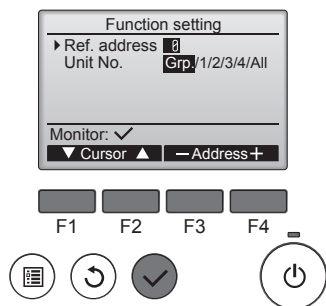 Function setting
Ref. address 0
Unit No. Grp./1/2/3/4/All
Monitor:
Cursor −Address+
F1 F2 F3 F4